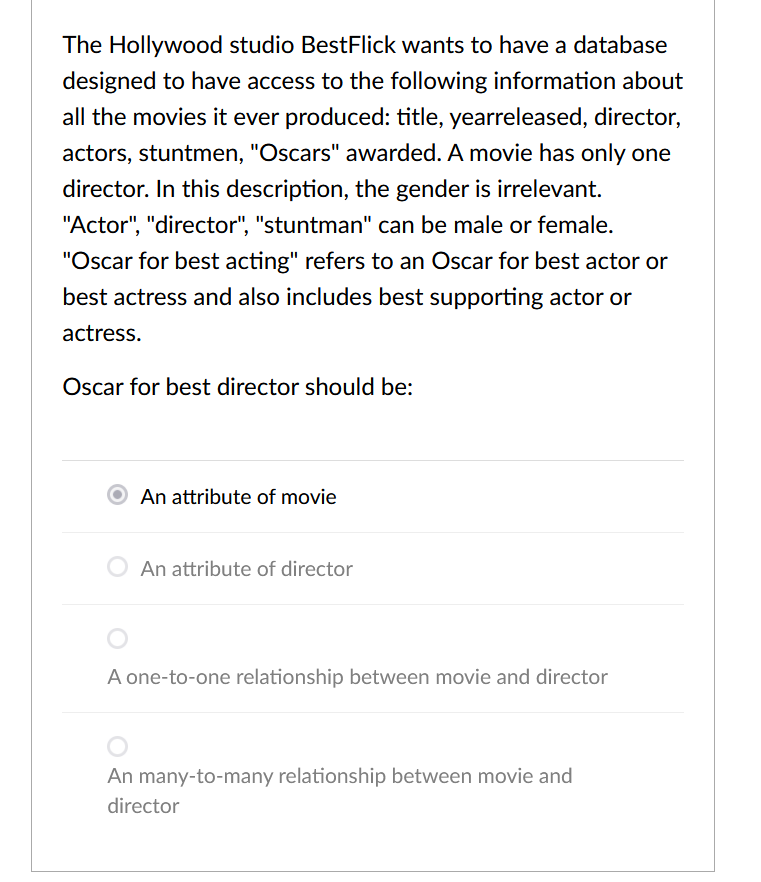 The Hollywood studio BestFlick wants to have a database
designed to have access to the following information about
all the movies it ever produced: title, yearreleased, director,
actors, stuntmen, "Oscars" awarded. A movie has only one
director. In this description, the gender is irrelevant.
"Actor", "director", "stuntman" can be male or female.
"Oscar for best acting" refers to an Oscar for best actor or
best actress and also includes best supporting actor or
actress.
Oscar for best director should be:
An attribute of movie
An attribute of director
A one-to-one relationship between movie and director
An many-to-many relationship between movie and
director